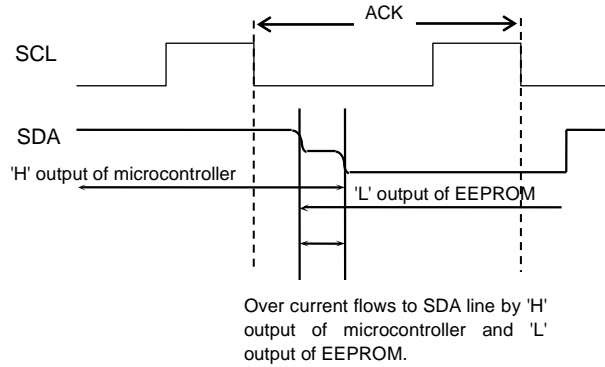 ACK
SCL
SDA
'H' output of microcontroller
'L' output of EEPROM
Over current flows to SDA line by 'H'
output of microcontroller and 'L'
output of EEPROM.